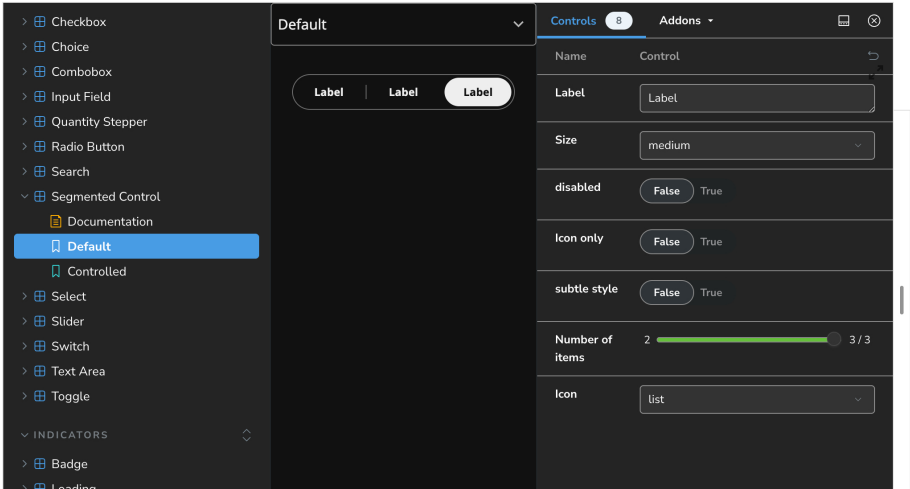 Checkbox
Choice
Combobox
Input Field
Quantity Stepper
Radio Button
Search
Segmented Control
Documentation
Default
Controlled
Select
Slider
Switch
Text Area
Toggle
INDICATORS
Badge
Loading
Default
Label Label Label
Controls 8 Addons
Name Control
Label Label
Size medium
disabled False True
Icon only False True
subtle style False True
Number of items 2 3 / 3
Icon list